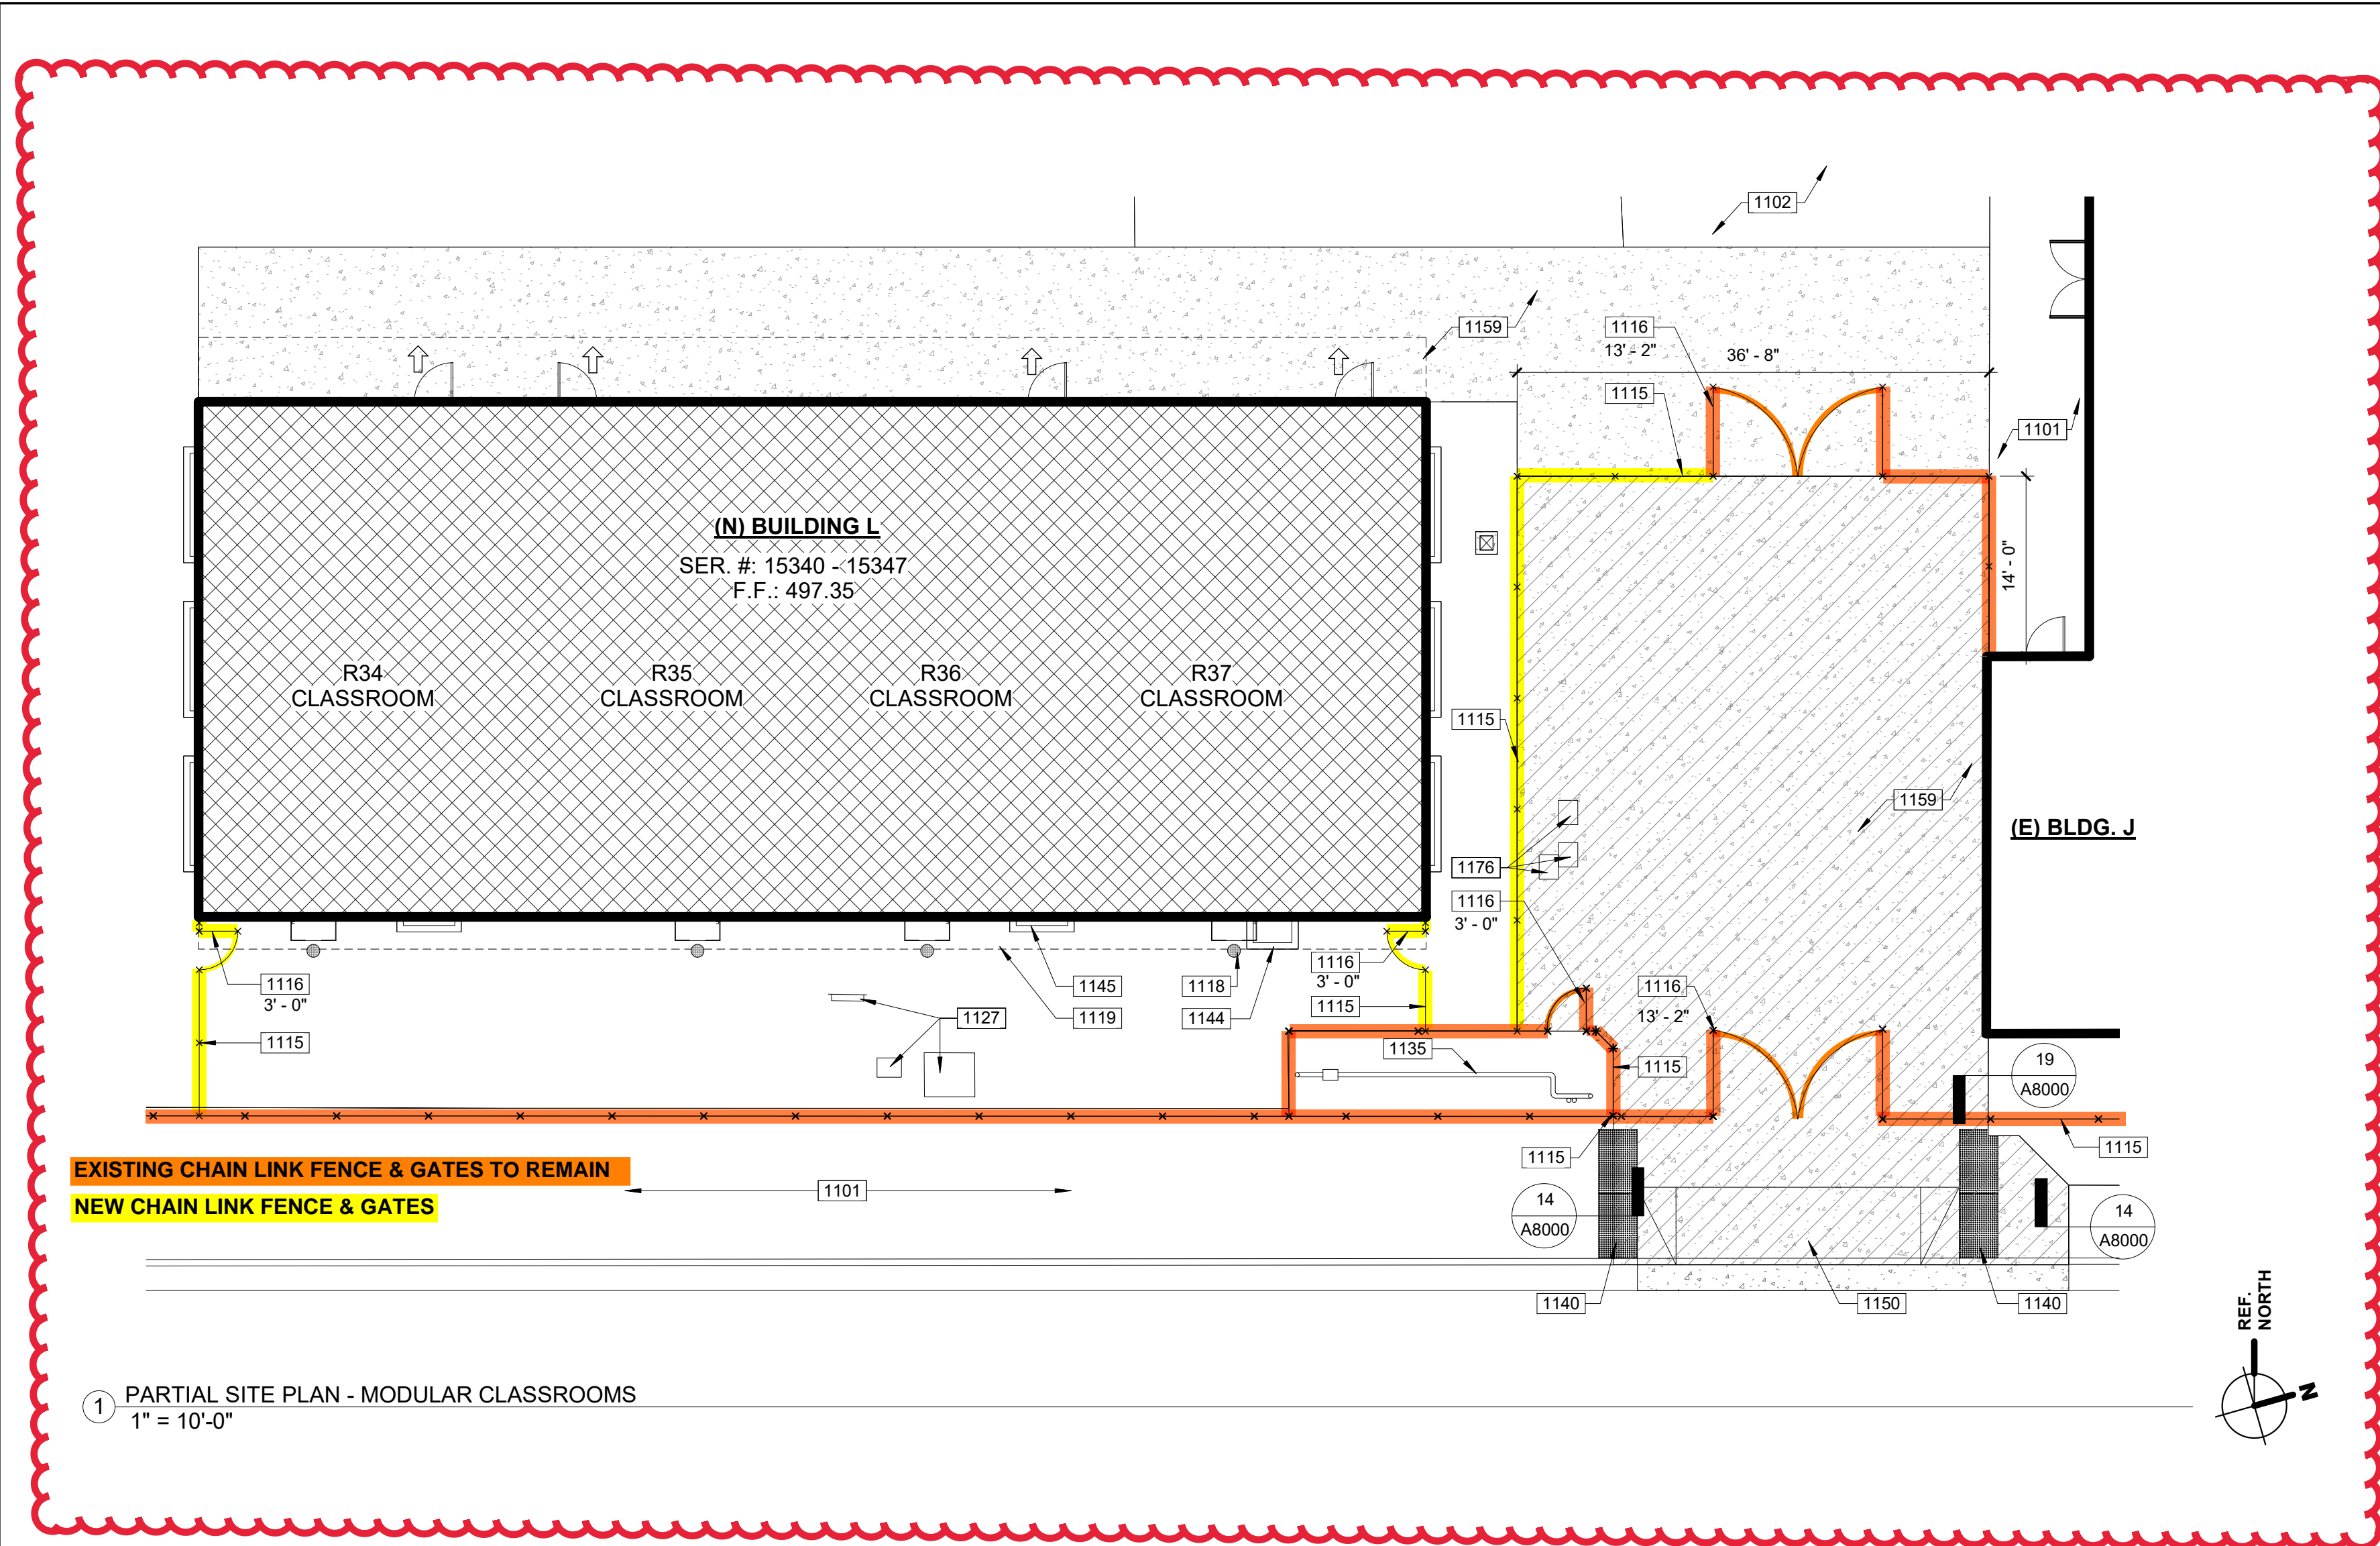 1102
1159
1116
13' - 2"
36' - 8"
1115
1101
(N) BUILDING L
SER. #: 15340 - 15347
F.F.: 497.35
14' - 0"
R34
CLASSROOM
R35
CLASSROOM
R36
CLASSROOM
R37
CLASSROOM
1115
1159
(E) BLDG. J
1176
1116
3' - 0"
1116
3' - 0"
1145
1118
1116
3' - 0"
1116
13' - 2"
1127
1119
1144
1115
1115
1135
1115
19
A8000
1115
1115
EXISTING CHAIN LINK FENCE & GATES TO REMAIN
NEW CHAIN LINK FENCE & GATES
1101
14
A8000
14
A8000
1140
1150
1140
REF.
NORTH
N
1
PARTIAL SITE PLAN - MODULAR CLASSROOMS
1" = 10'-0"